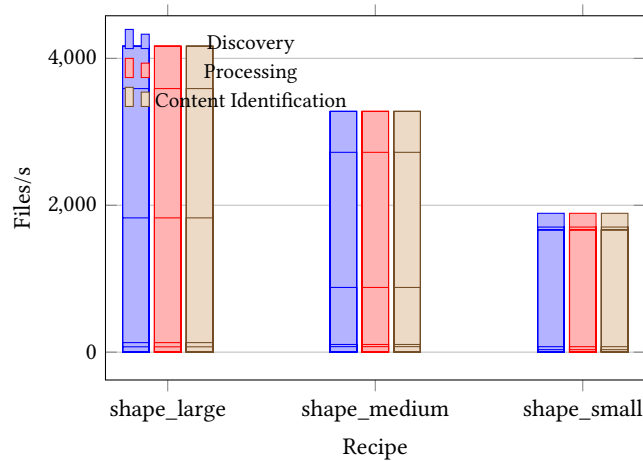 Discovery
Processing
Content Identification
4,000
2,000
0
Files/s
shape_large shape_medium shape_small
Recipe